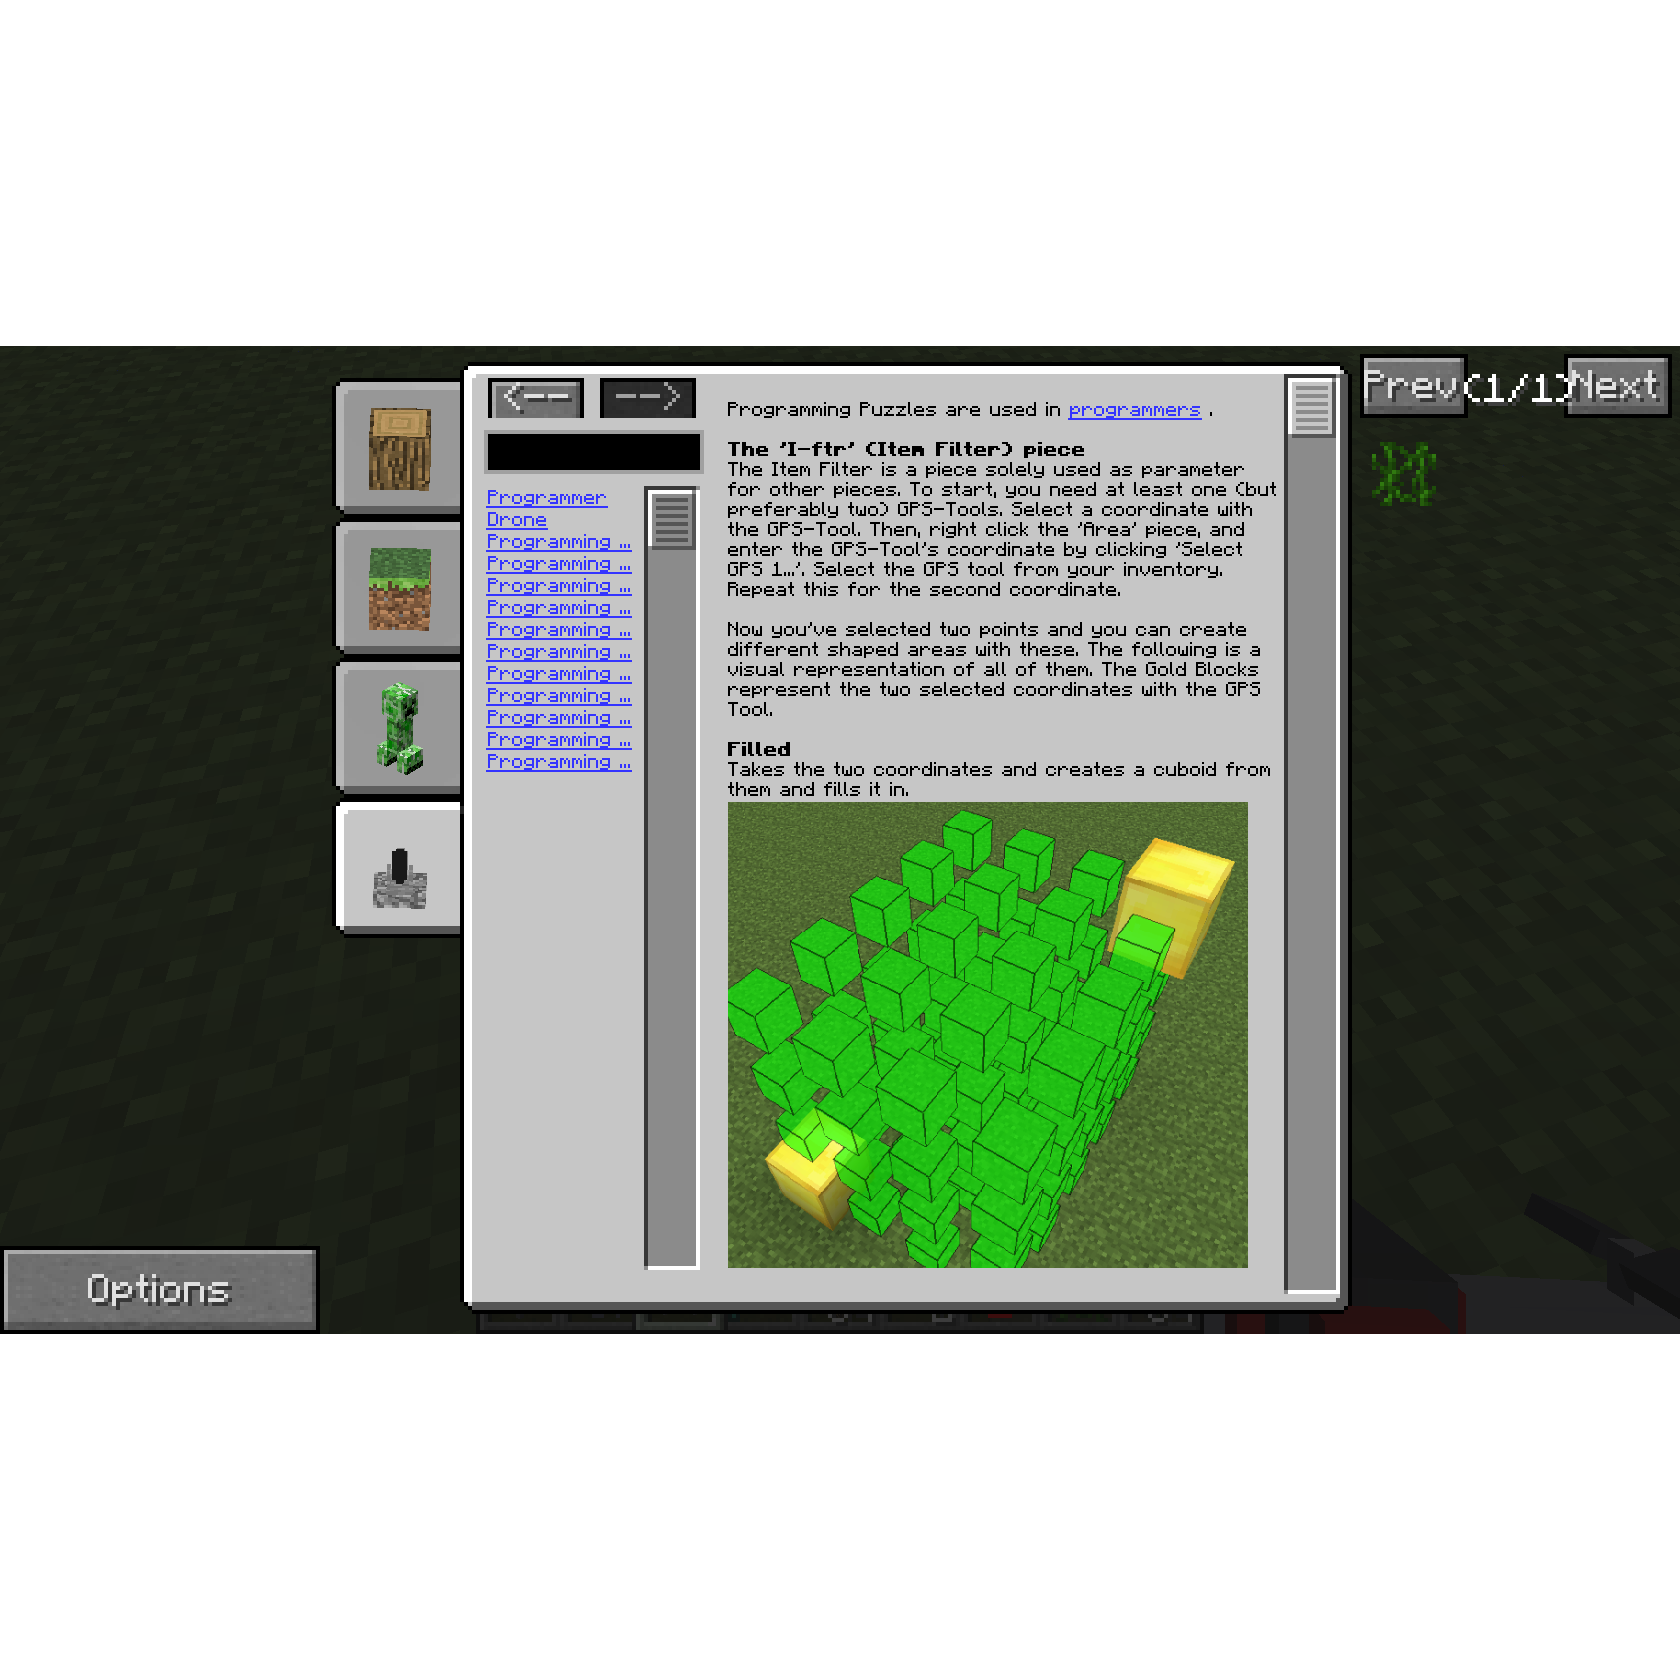 <--
-->
Prev
(1/1)
Next
Programmer
Drone
Programming ...
Programming ...
Programming ...
Programming ...
Programming ...
Programming ...
Programming ...
Programming ...
Programming ...
Programming ...
Programming ...
Programming Puzzles are used in programmers .
The 'I-ftr' (Item Filter) piece
The Item Filter is a piece solely used as parameter
for other pieces. To start, you need at least one (but
preferably two) GPS-Tools. Select a coordinate with
the GPS-Tool. Then, right click the 'Area' piece, and
enter the GPS-Tool's coordinate by clicking 'Select
GPS 1...'. Select the GPS tool from your inventory.
Repeat this for the second coordinate.
Now you've selected two points and you can create
different shaped areas with these. The following is a
visual representation of all of them. The Gold Blocks
represent the two selected coordinates with the GPS
Tool.
Filled
Takes the two coordinates and creates a cuboid from
them and fills it in.
Options